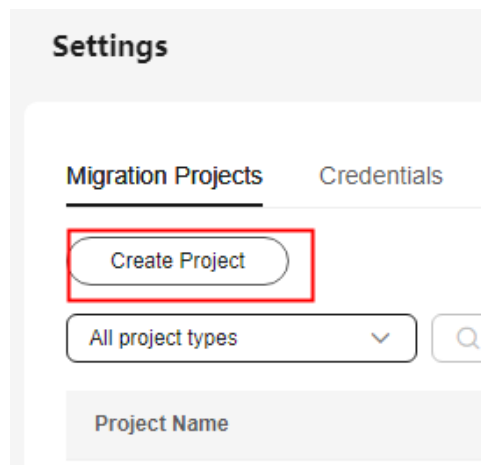 Settings
Migration Projects Credentials
Create Project
All project types
Project Name